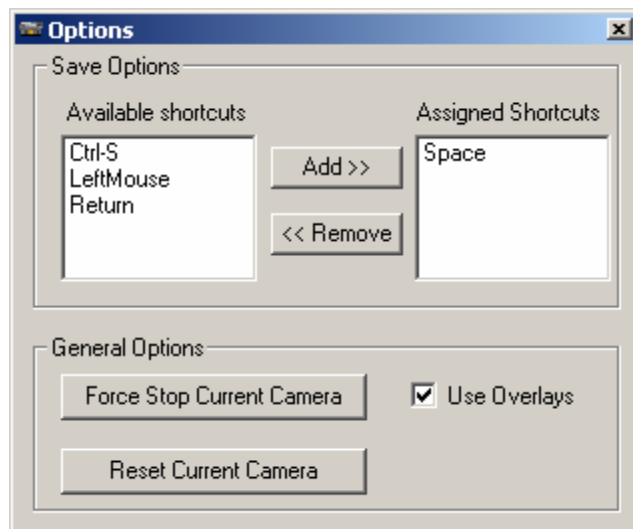 Options
Save Options
Available shortcuts
Assigned Shortcuts
Ctrl-S
LeftMouse
Return
Add >>
<< Remove
Space
General Options
Force Stop Current Camera
Use Overlays
Reset Current Camera